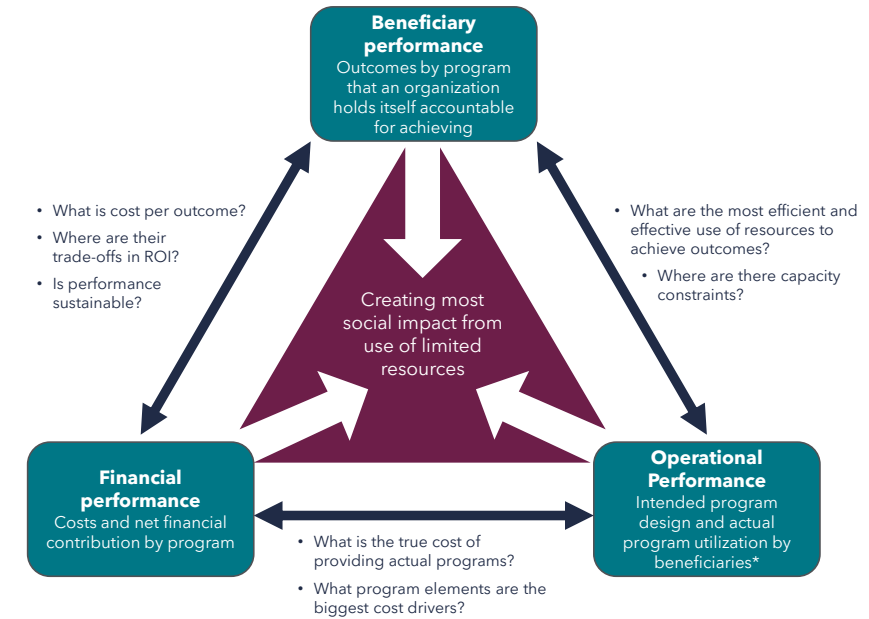 Beneficiary
performance
Outcomes by program
that an organization
holds itself accountable
for achieving
• What is cost per outcome?
• Where are their
trade-offs in ROI?
• Is performance
sustainable?
• What are the most efficient and
effective use of resources to
achieve outcomes?
• Where are there capacity
constraints?
Creating most
social impact from
use of limited
resources
Financial
performance
Costs and net financial
contribution by program
Operational
Performance
Intended program
design and actual
program utilization by
beneficiaries*
• What is the true cost of
providing actual programs?
• What program elements are the
biggest cost drivers?